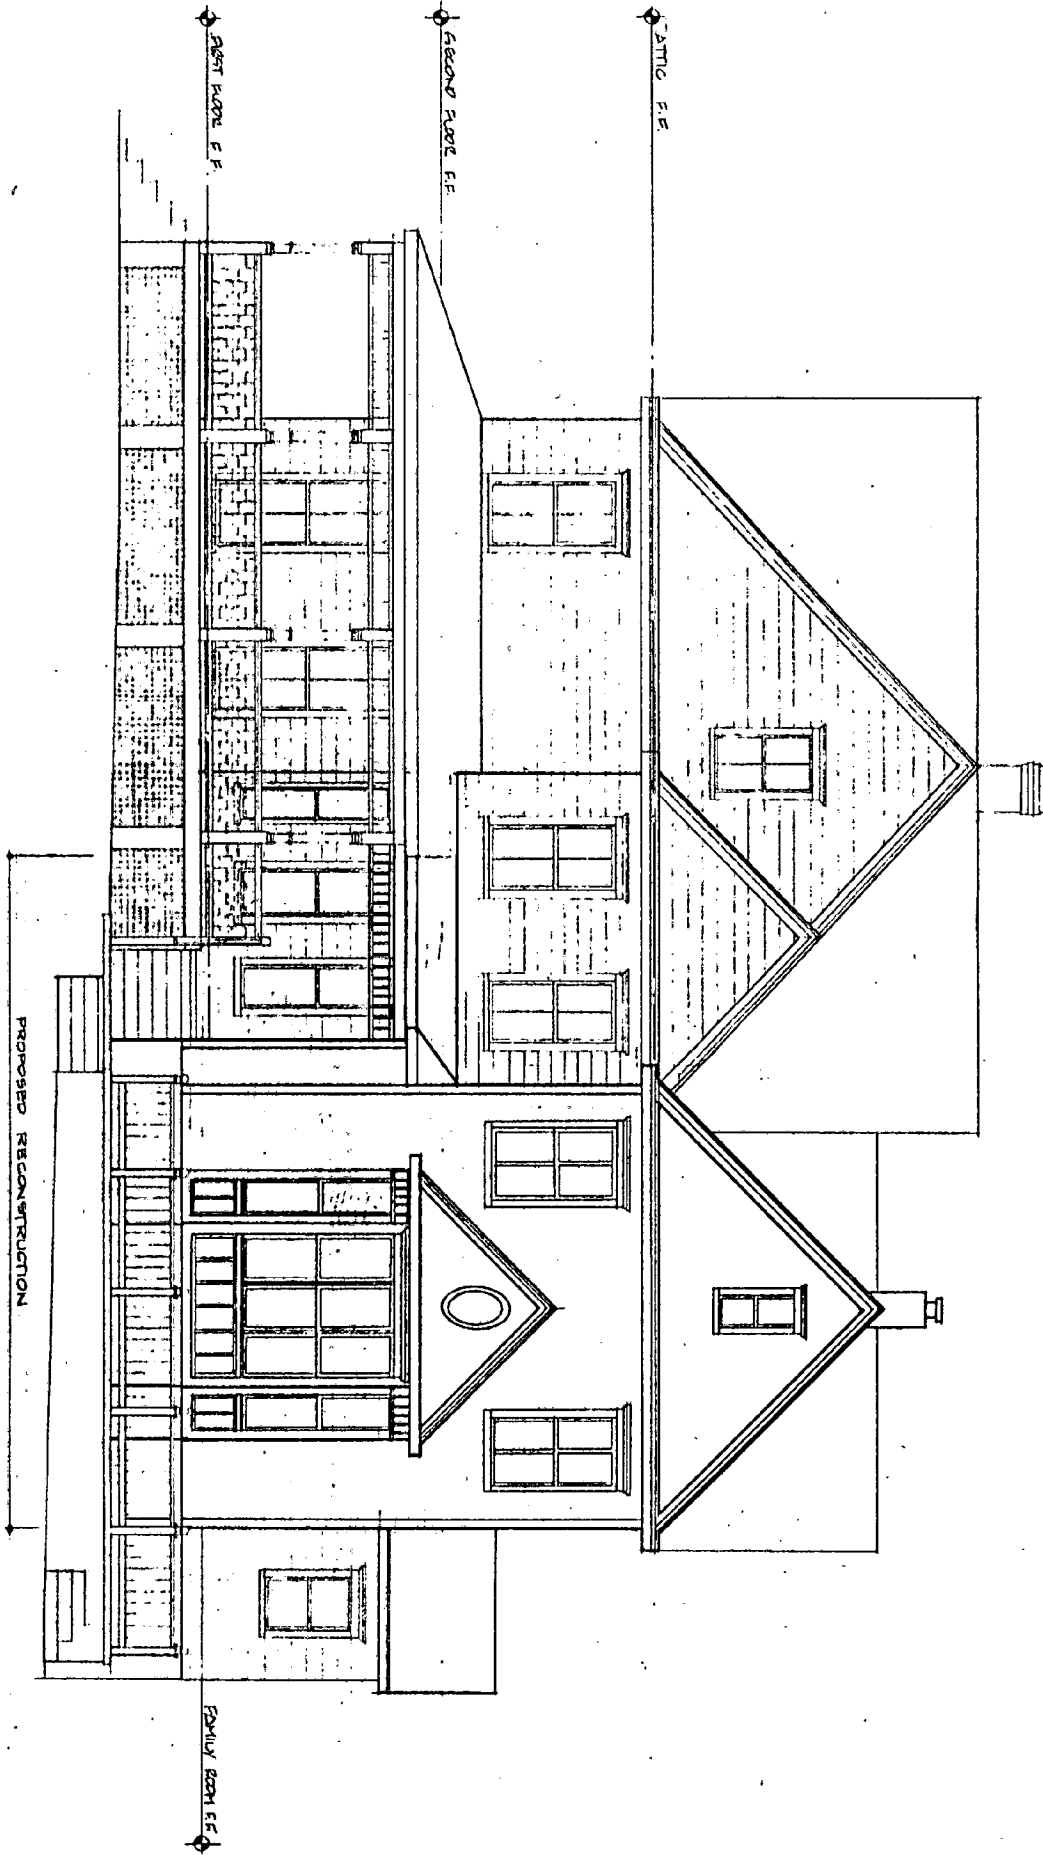 ATTIC F.F.
SECOND FLOOR F.F.
FIRST FLOOR F F.
FAMILY ROOM F.F.
PROPOSED RECONSTRUCTION